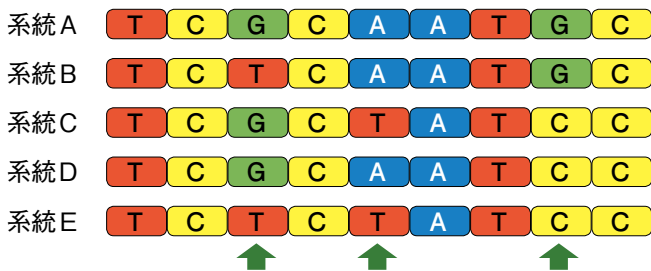 系統A T C G C A A T G C
系統B T C T C A A T G C
系統C T C G C T A T C C
系統D T C G C A A T C C
系統E T C T C T A T C C